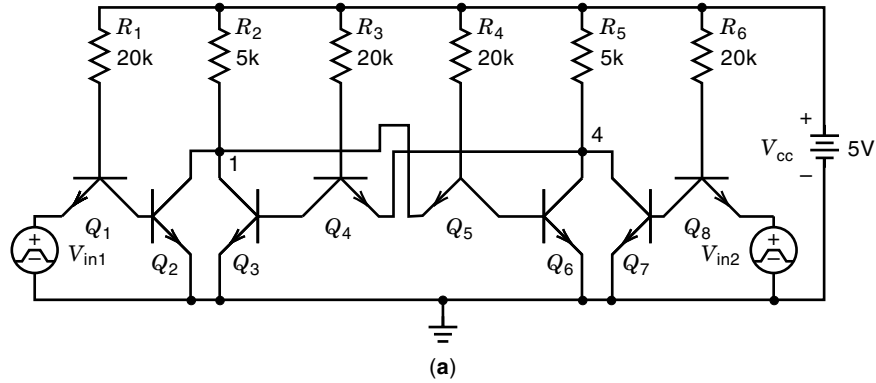 R1 R2 R3 R4 R5 R6
20k 5k 20k 20k 5k 20k
+
1 4 Vcc 5V
−
+ Q1 Q4 Q5 Q8 +
− Vin1 Q2 Q3 Q6 Q7 Vin2 −
(a)